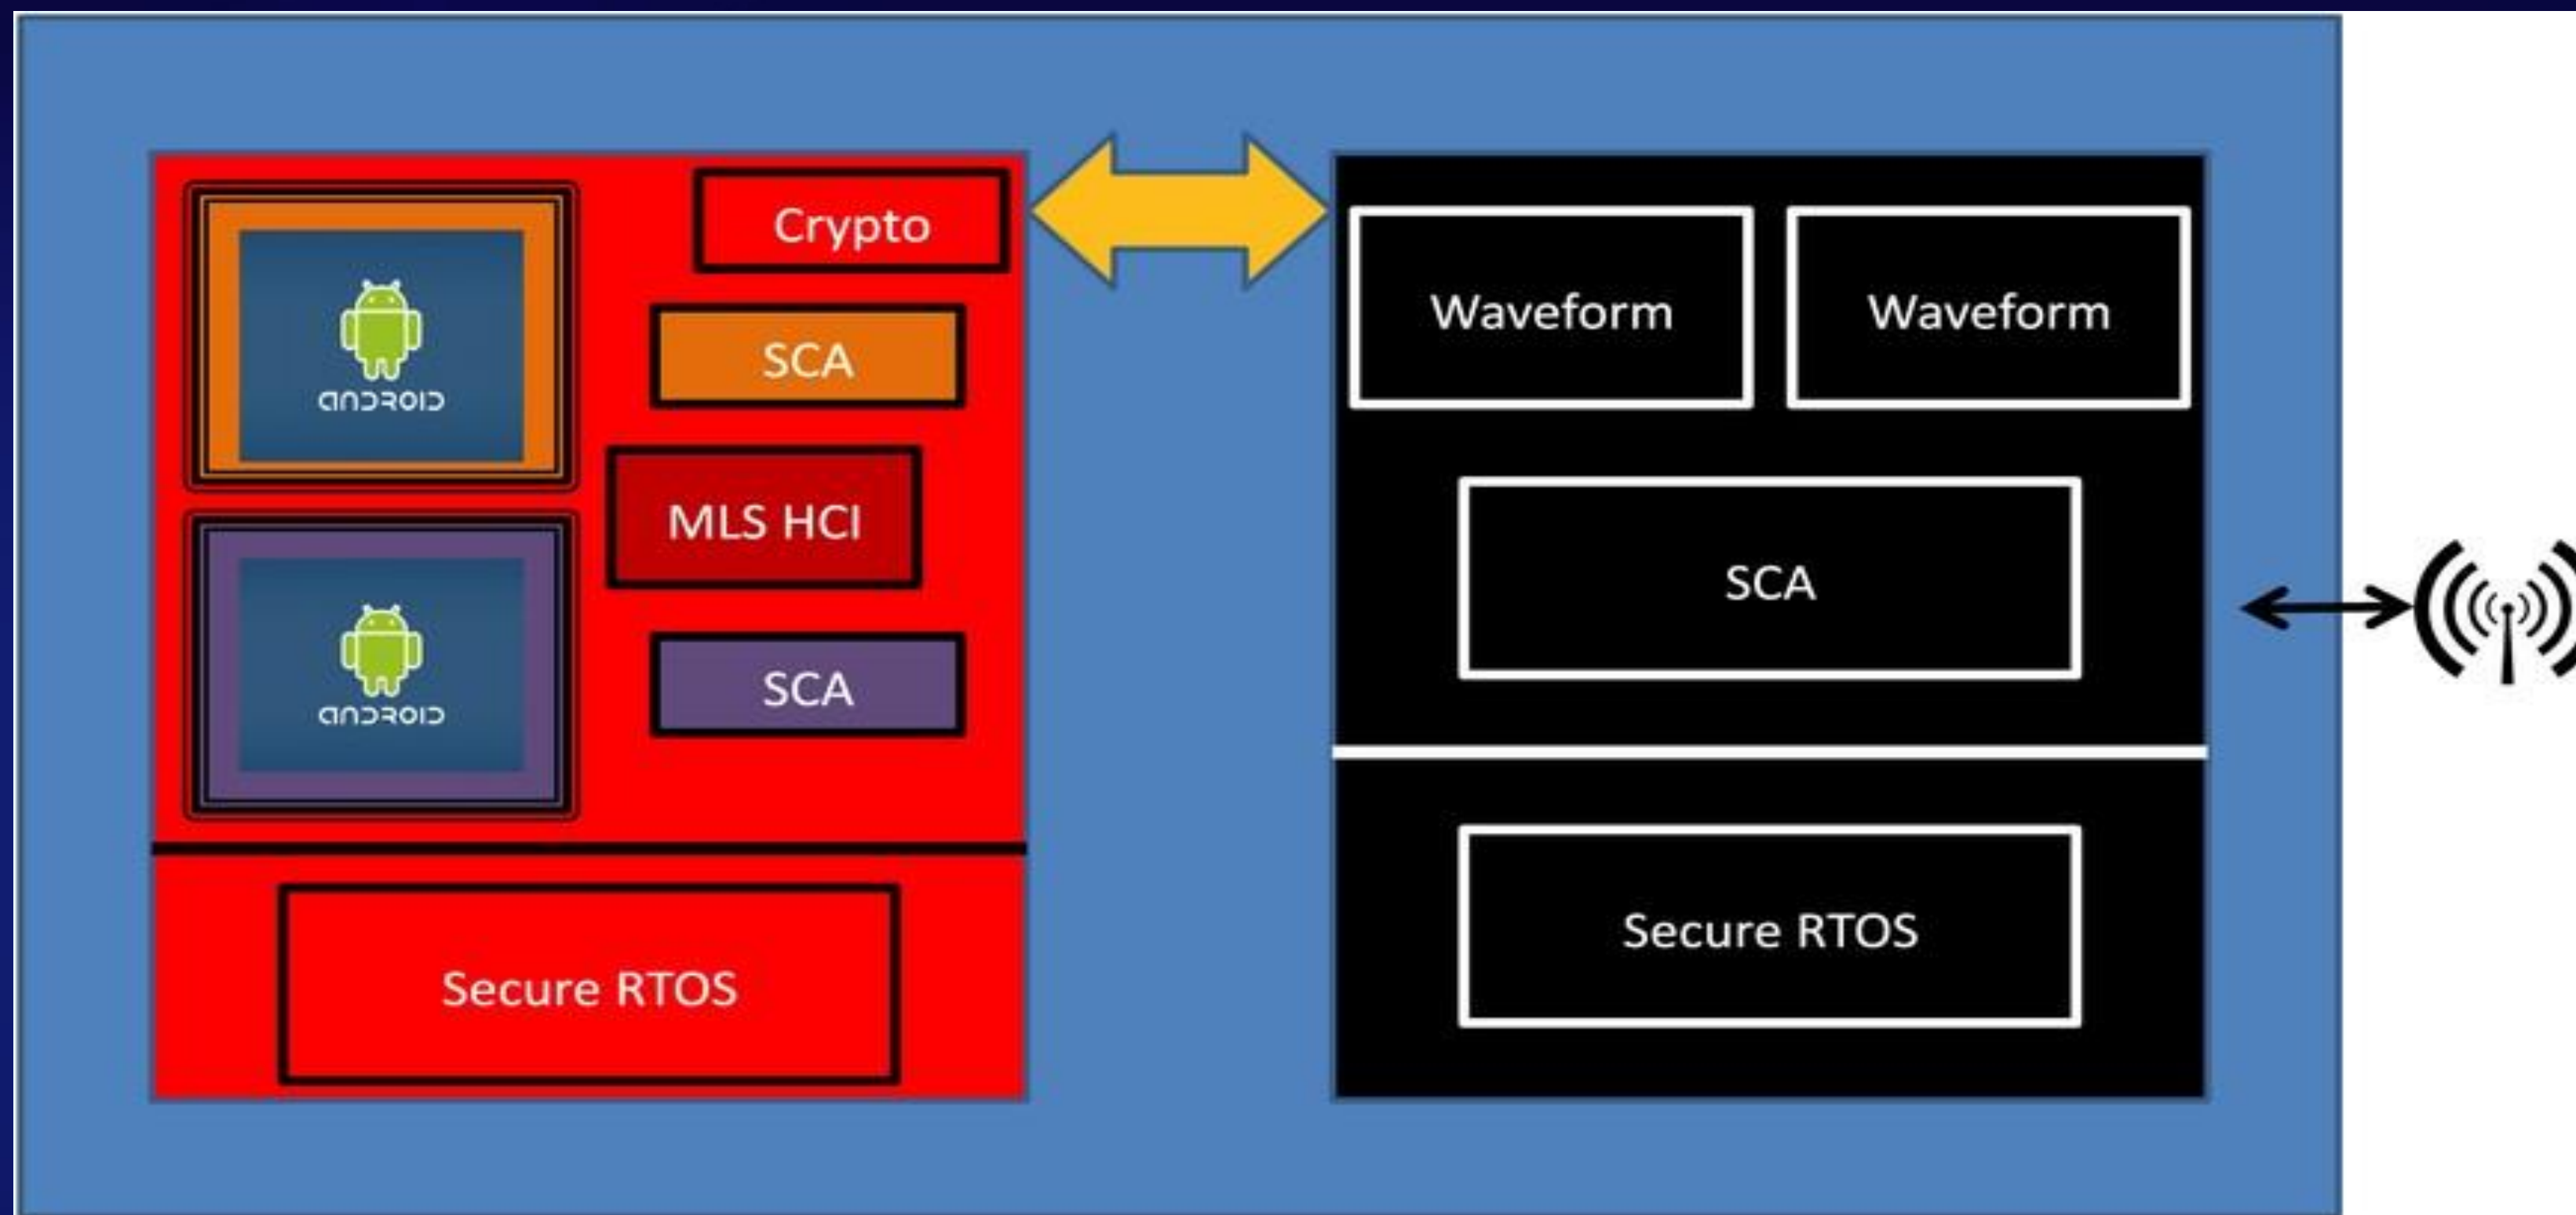 Crypto
SCA
ANDROID
MLS HCI
SCA
ANDROID
Secure RTOS
Waveform
Waveform
SCA
Secure RTOS